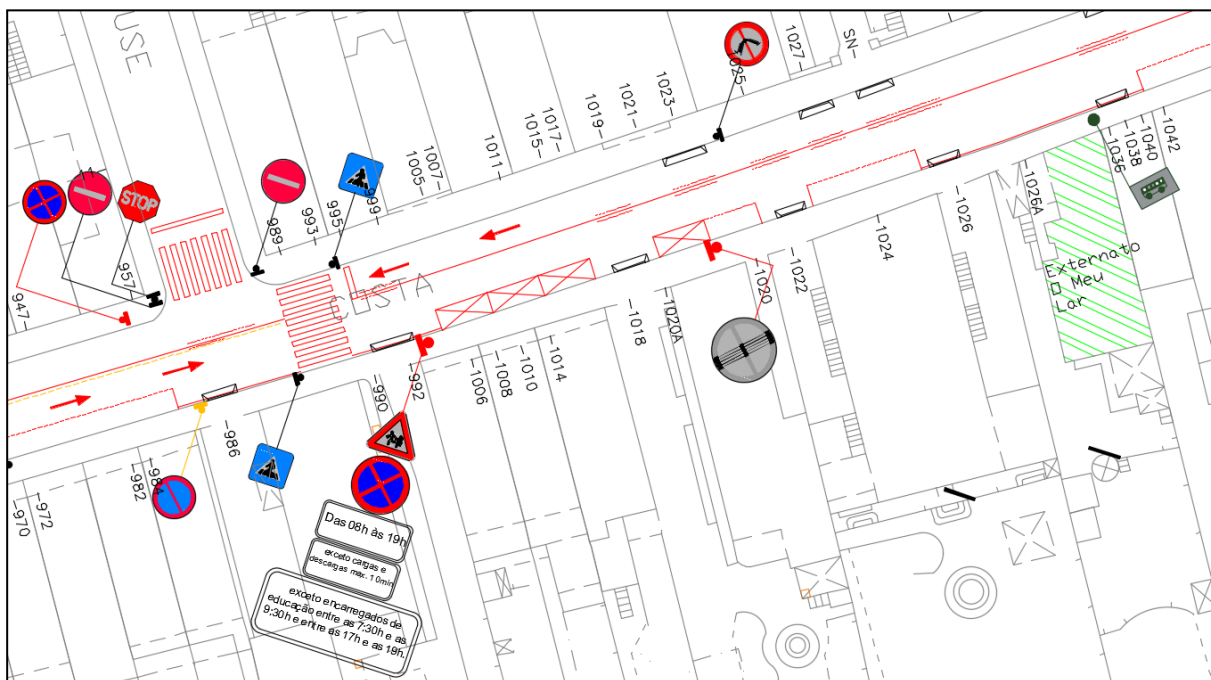 USE
SN-
1027-
1025-
1023-
1021-
1019-
1017-
1015-
1011-
1007-
1005-
999-
995-
993-
989-
STOP
957-
947-
CESTA
-1042
-1040
-1038
-1036
-1026A
-1026
-1024
-1022
-1020
-1020A
-1018
-1014
-1010
-1008
-1006
-992
-990
-986
-984
-982
-972
-970
Externato
O Meu
Lar
Das 08h às 19h
exceto cargas e
descargas máx. 10min
exceto encarregados de
educação entre as 7:30h e as
9:30h e entre as 17h e as 19h.